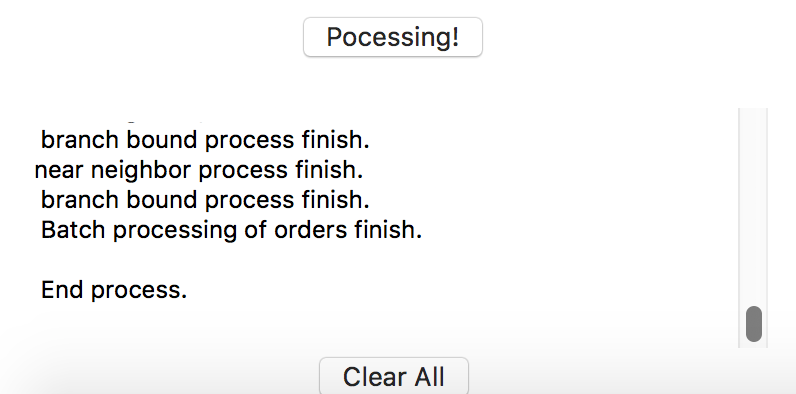 Pocessing!
branch bound process finish.
near neighbor process finish.
branch bound process finish.
Batch processing of orders finish.
End process.
Clear All